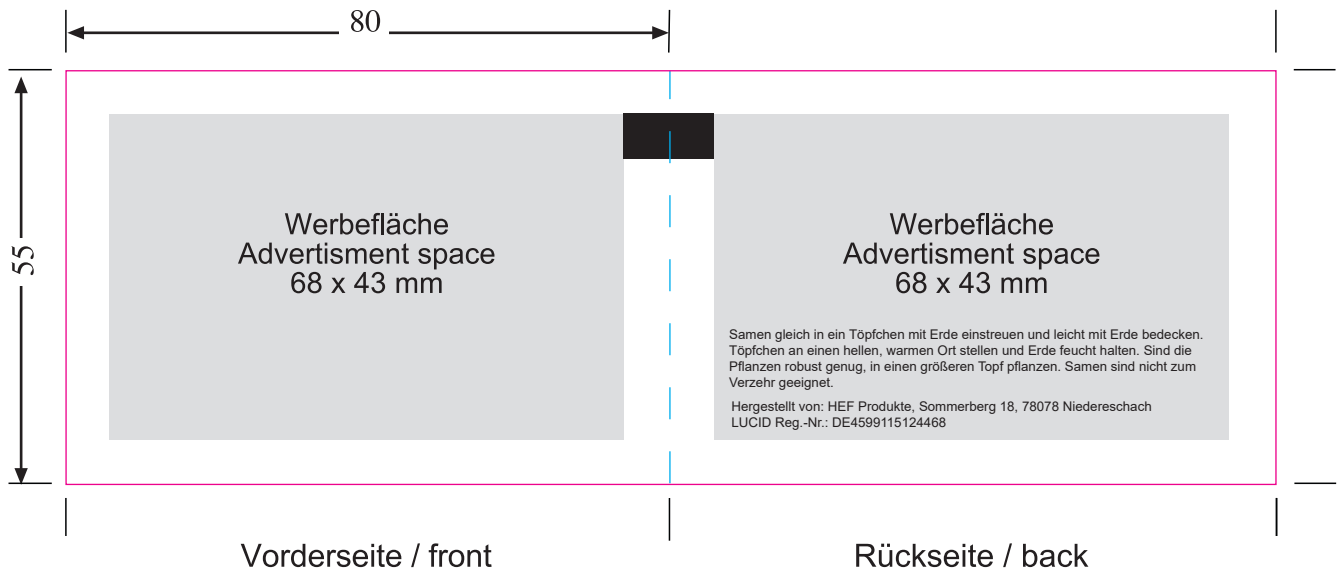 80
55
Werbefläche
Advertisment space
68 x 43 mm
Werbefläche
Advertisment space
68 x 43 mm
Samen gleich in ein Töpfchen mit Erde einstreuen und leicht mit Erde bedecken.
Töpfchen an einen hellen, warmen Ort stellen und Erde feucht halten. Sind die
Pflanzen robust genug, in einen größeren Topf pflanzen. Samen sind nicht zum
Verzehr geeignet.
Hergestellt von: HEF Produkte, Sommerberg 18, 78078 Niedereschach
LUCID Reg.-Nr.: DE4599115124468
Vorderseite / front
Rückseite / back